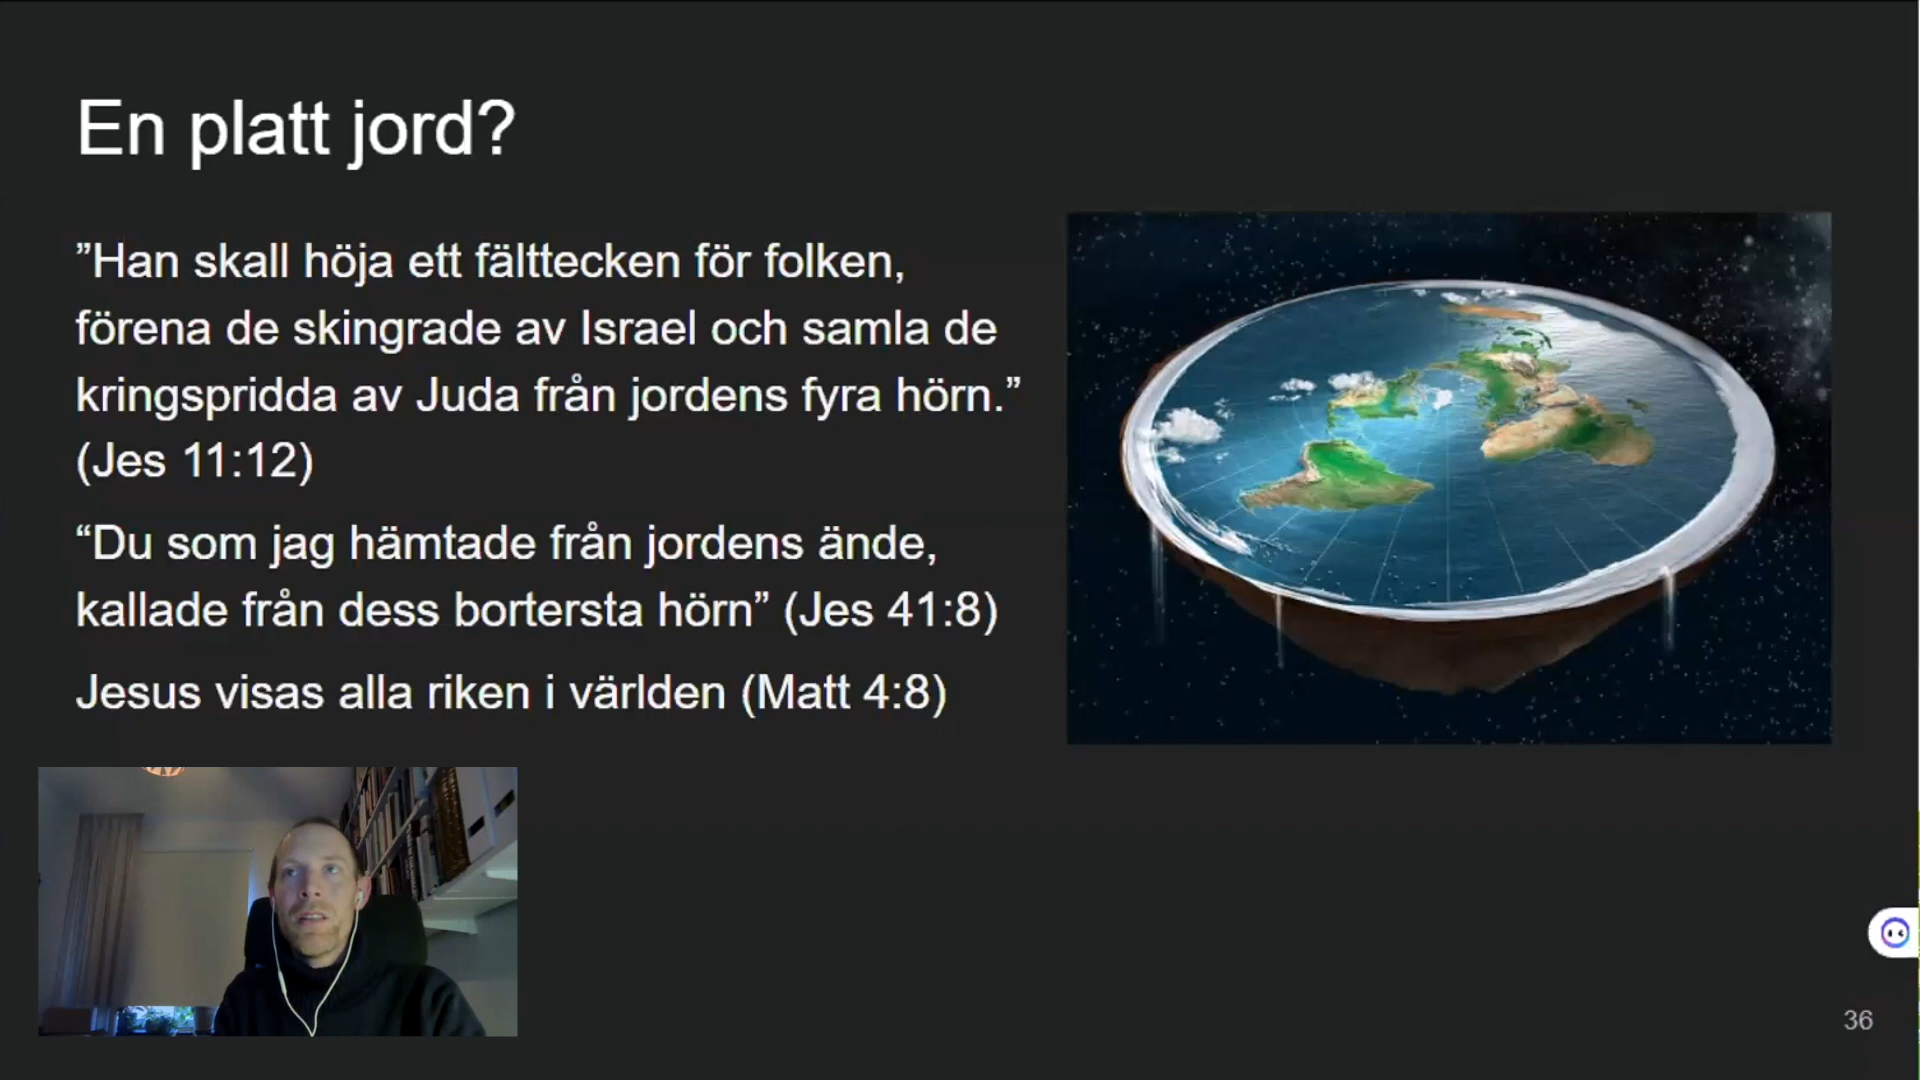 En platt jord?
”Han skall höja ett fälttecken för folken,
förena de skingrade av Israel och samla de
kringspridda av Juda från jordens fyra hörn.”
(Jes 11:12)
“Du som jag hämtade från jordens ände,
kallade från dess bortersta hörn” (Jes 41:8)
Jesus visas alla riken i världen (Matt 4:8)
36